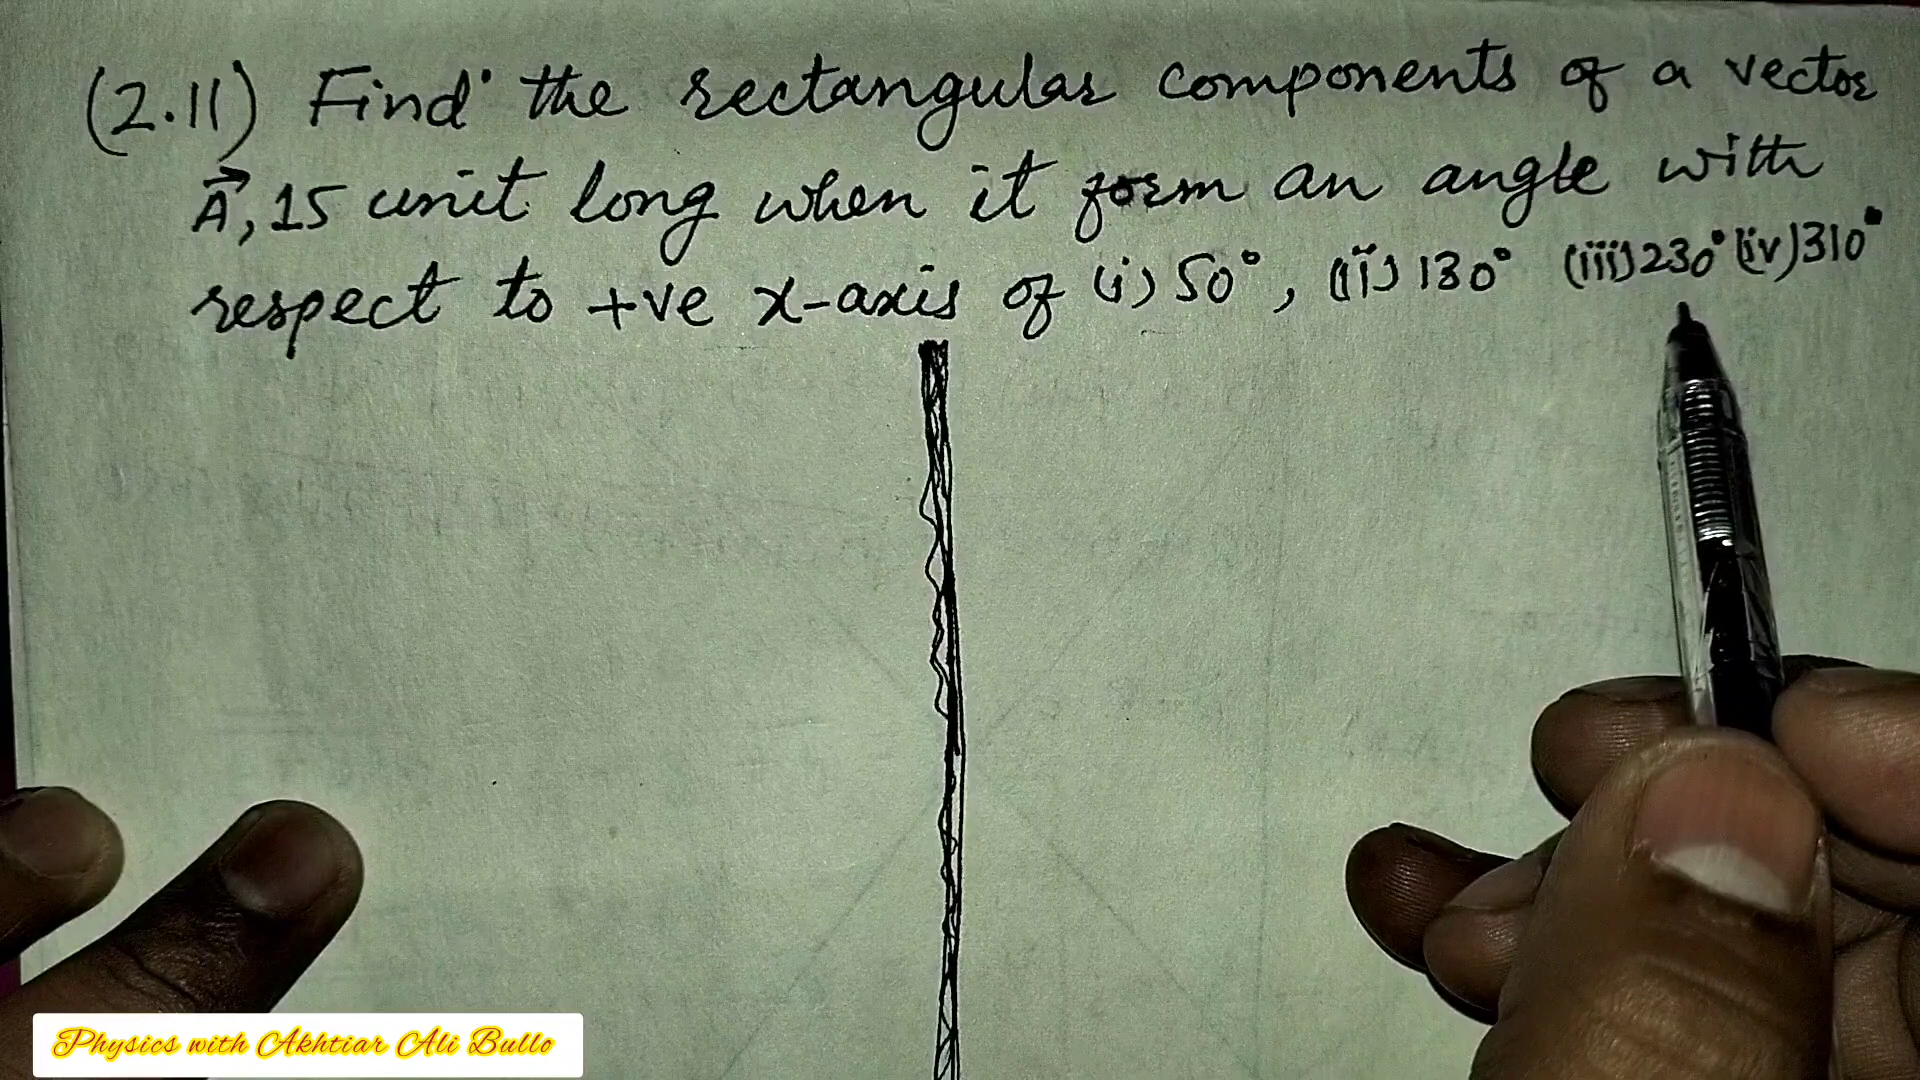 (2.11) Find the rectangular components of a vector
A, 15 unit long when it form an angle with
respect to +ve x-axis of (i) 50°, (ii) 130° (iii) 230° (iv) 310°
Physics with Akhtiar Ali Bullo